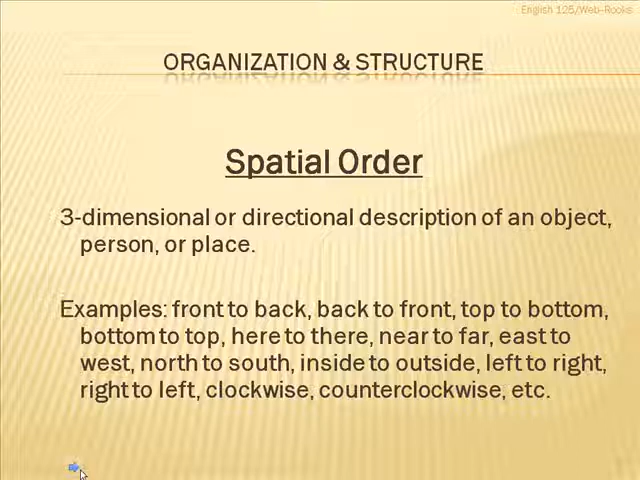 English 125/Web-Rooks
ORGANIZATION & STRUCTURE
Spatial Order
3-dimensional or directional description of an object,
person, or place.
Examples: front to back, back to front, top to bottom,
bottom to top, here to there, near to far, east to
west, north to south, inside to outside, left to right,
right to left, clockwise, counterclockwise, etc.